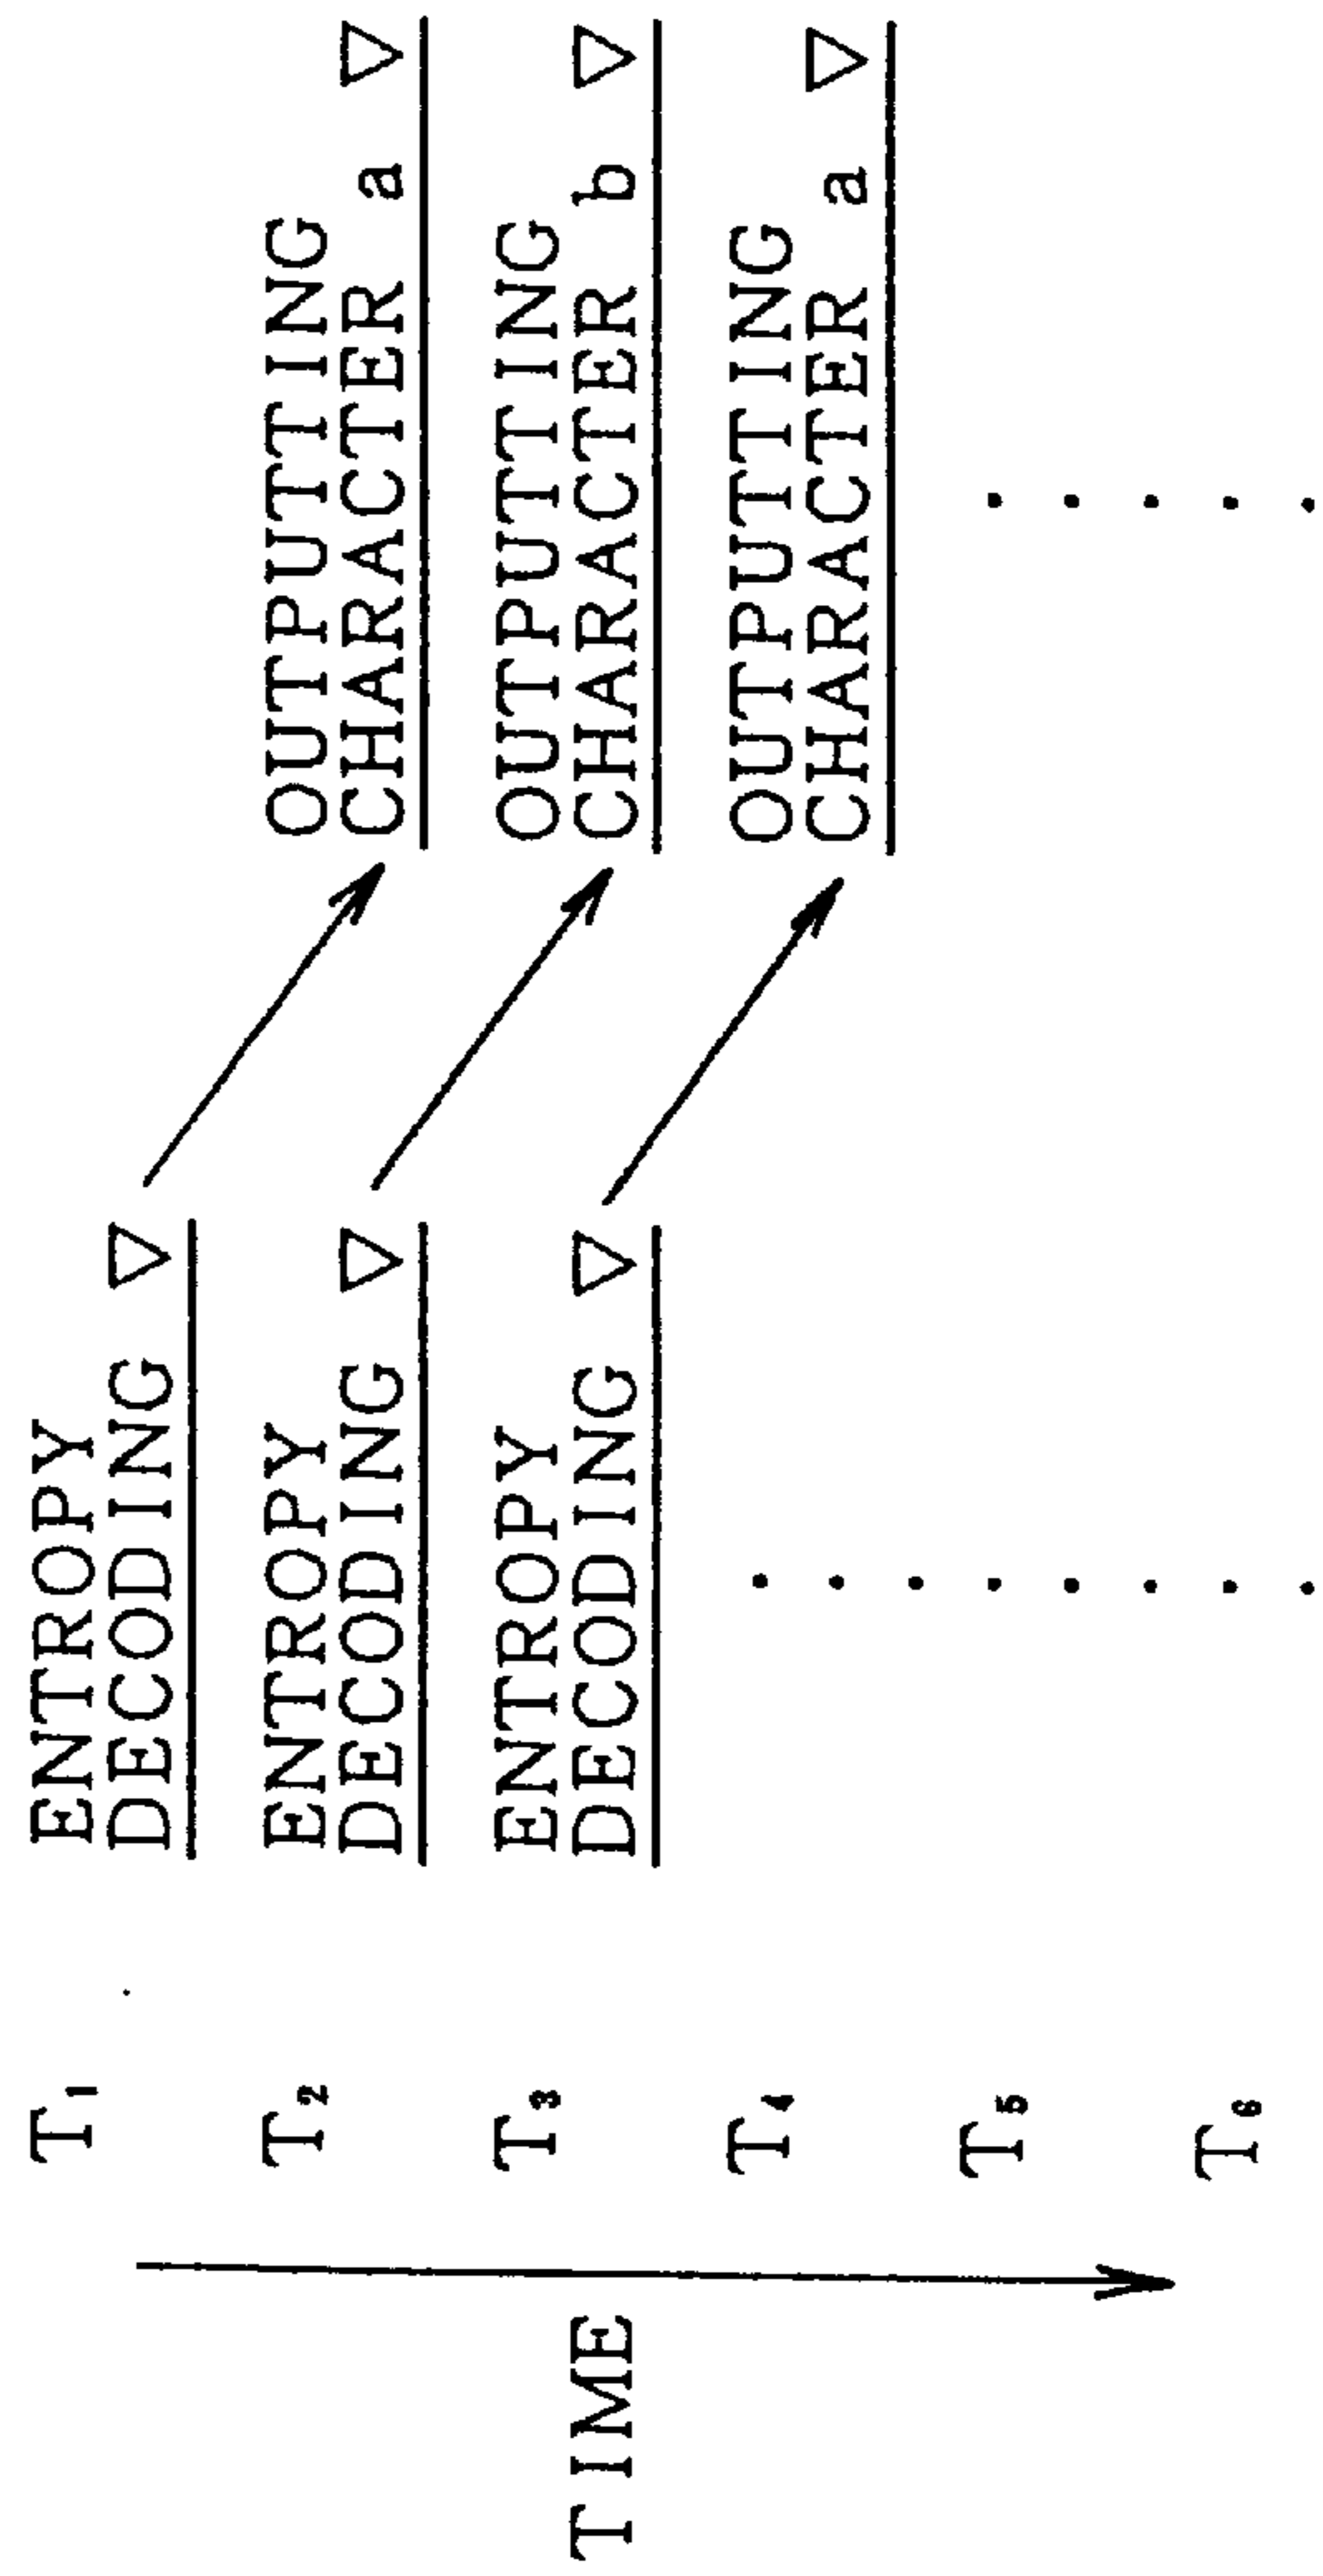 TIME
T₁
ENTROPY
DECODING ▽
T₂
ENTROPY
DECODING ▽
OUTPUTTING
CHARACTER a ▽
T₃
ENTROPY
DECODING ▽
OUTPUTTING
CHARACTER b ▽
T₄
OUTPUTTING
CHARACTER a ▽
T₅
T₆